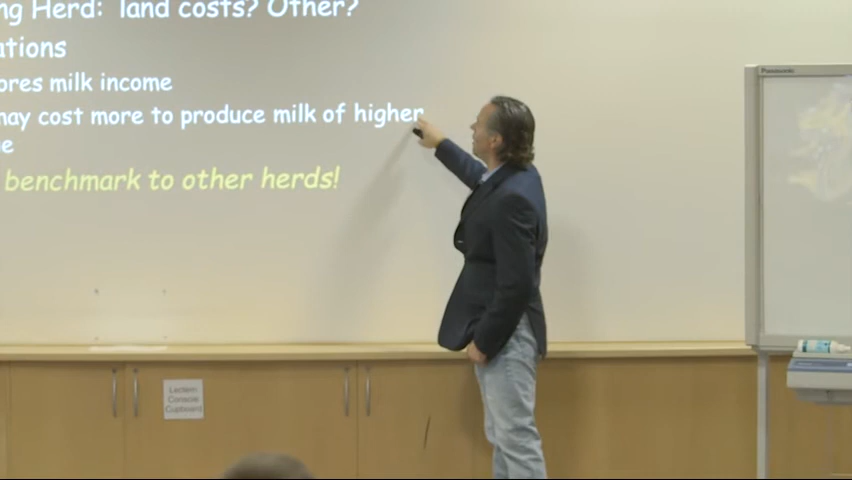 ng Herd: land costs? Other?
ations
ores milk income
may cost more to produce milk of higher
e
benchmark to other herds!
Panasonic
Lectern
Console
Cupboard